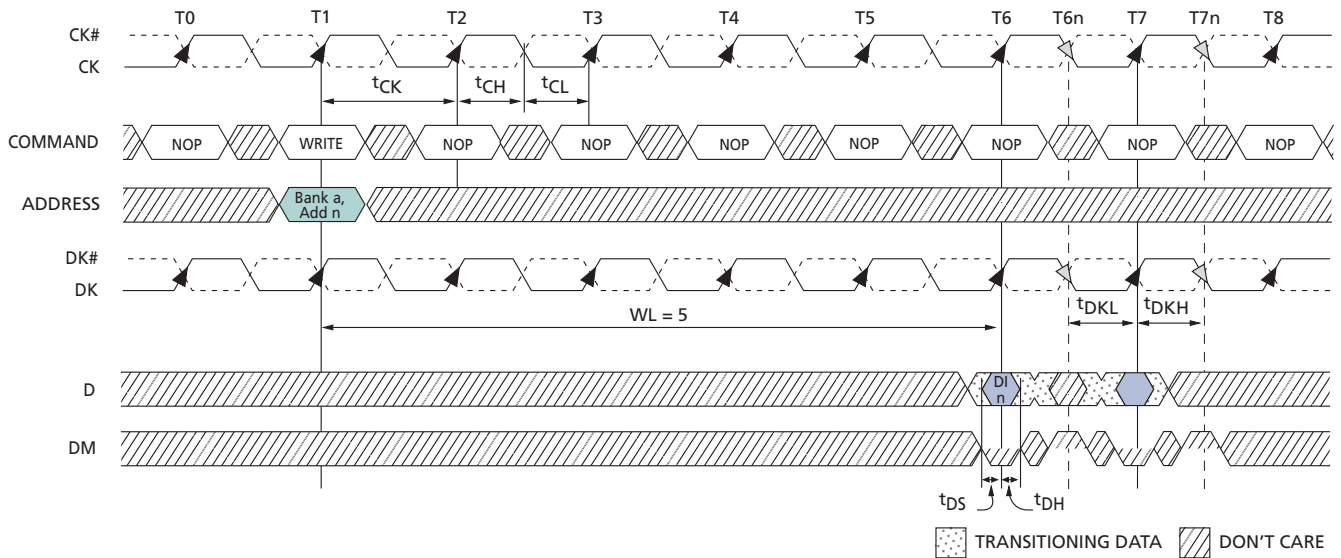 T0 T1 T2 T3 T4 T5 T6 T6n T7 T7n T8
CK#
CK
tCK tCH tCL
COMMAND NOP WRITE NOP NOP NOP NOP NOP NOP NOP
ADDRESS Bank a,
Add n
DK#
DK
tDKL tDKH
WL = 5
D DI
n
DM
tDS tDH
TRANSITIONING DATA DON'T CARE